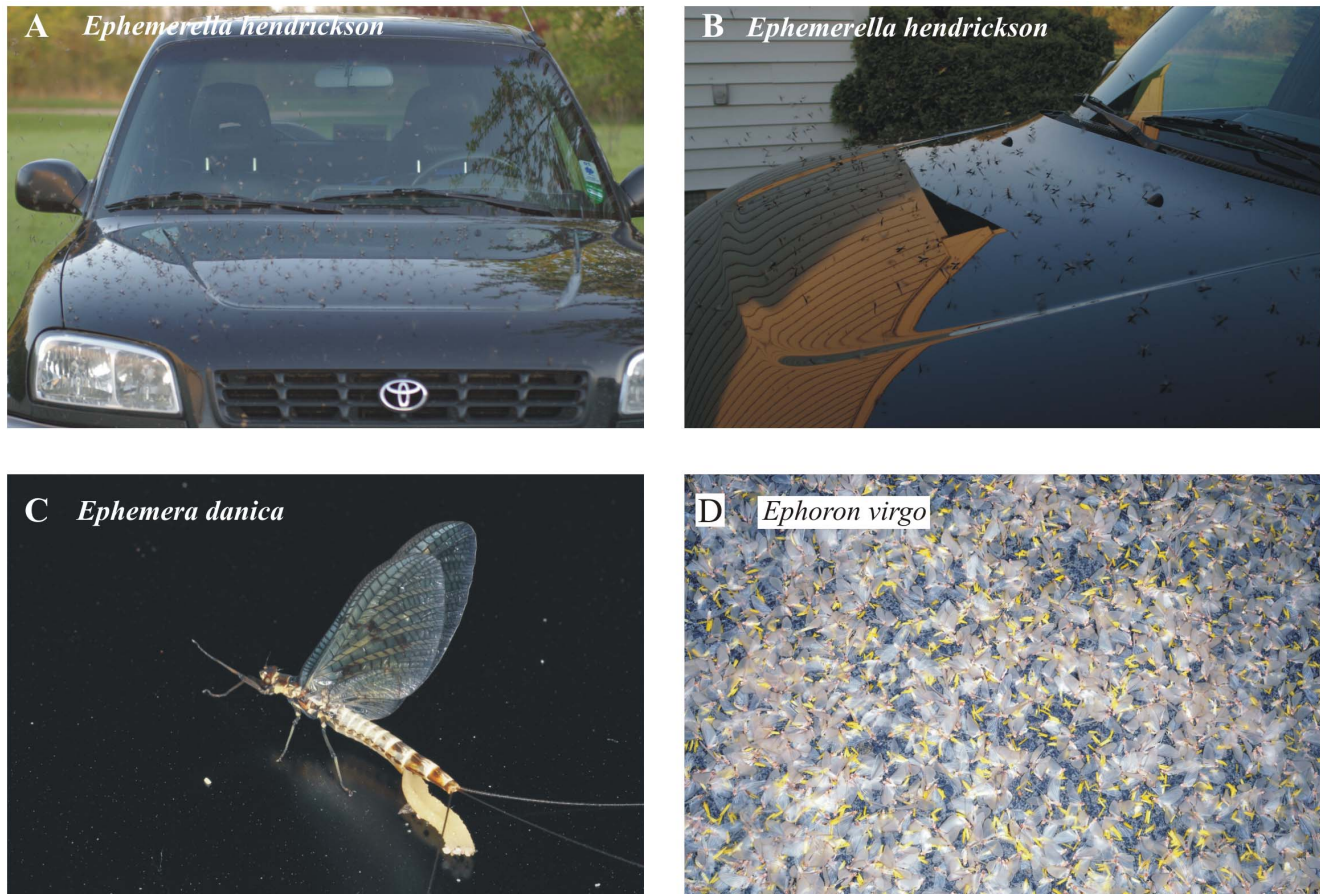 A Ephemerella hendrickson
B Ephemerella hendrickson
C Ephemera danica
D Ephoron virgo